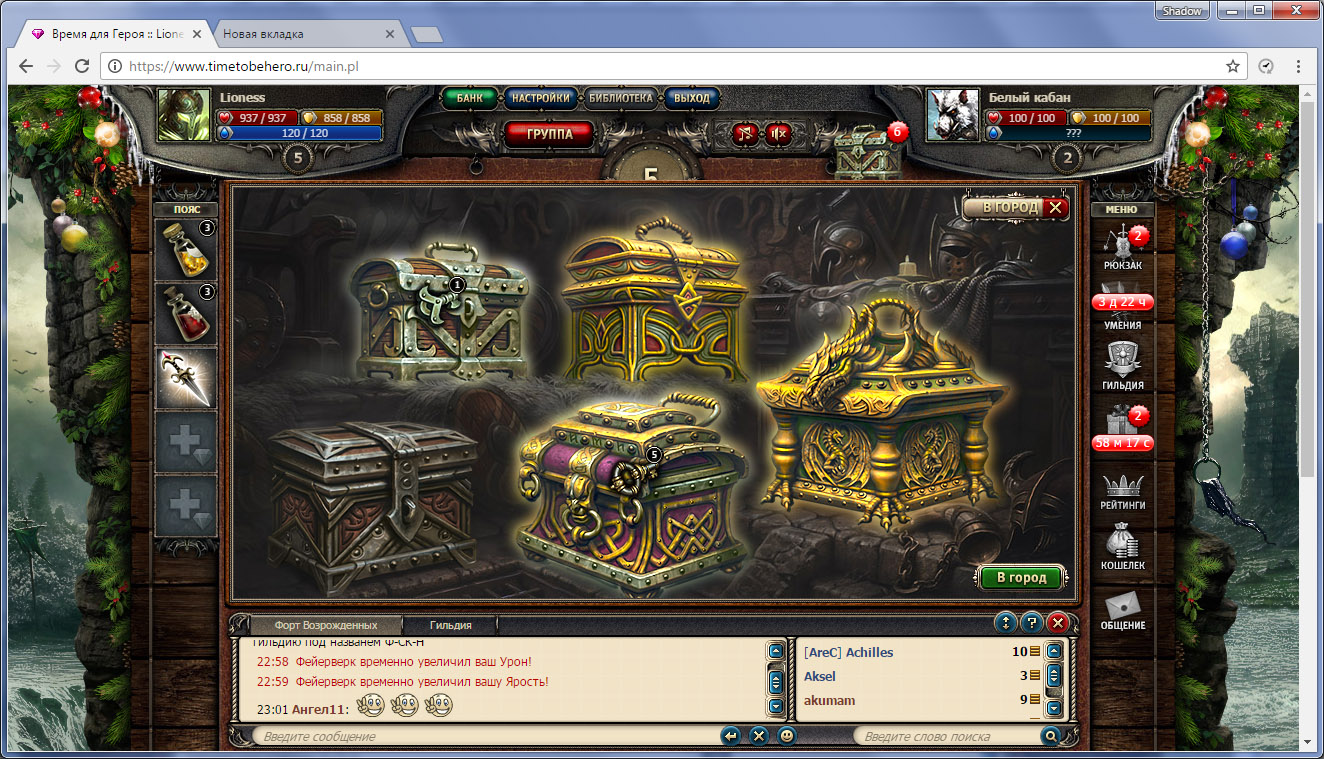 Shadow
Время для Героя :: Lione
Новая вкладка
https://www.timetobehero.ru/main.pl
Lioness
937 / 937
858 / 858
120 / 120
5
БАНК
НАСТРОЙКИ
БИБЛИОТЕКА
ВЫХОД
ГРУППА
5
6
Белый кабан
100 / 100
100 / 100
???
2
ПОЯС
3
3
В ГОРОД
1
5
В город
МЕНЮ
2
РЮКЗАК
3 д 22 ч
УМЕНИЯ
ГИЛЬДИЯ
2
58 м 17 с
РЕЙТИНГИ
КОШЕЛЕК
ОБЩЕНИЕ
Форт Возрожденных
Гильдия
гильдию под названем Ф-СК-Н
22:58 Фейерверк временно увеличил ваш Урон!
22:59 Фейерверк временно увеличил вашу Ярость!
23:01 Ангел11:
[AreC] Achilles 10
Aksel 3
akumam 9
Введите сообщение
Введите слово поиска